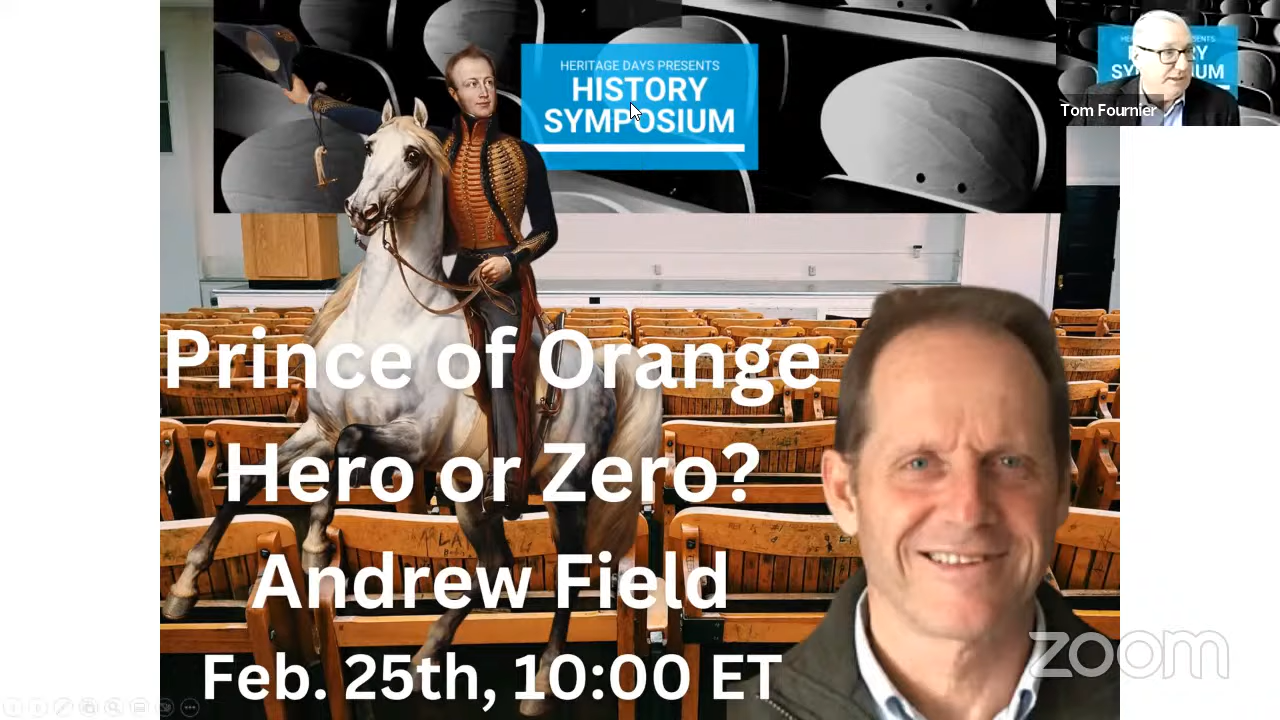 HERITAGE DAYS PRESENTS
HISTORY
SYMPOSIUM
Tom Fournier
Prince of Orange
Hero or Zero?
Andrew Field
Feb. 25th, 10:00 ET
zoom